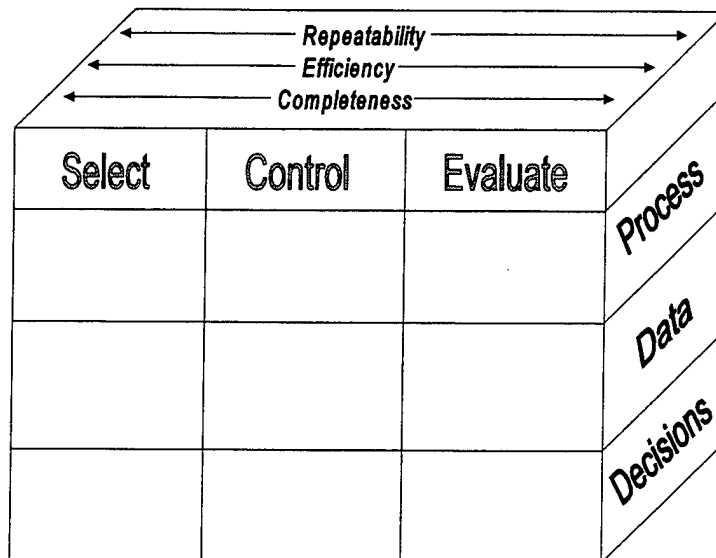 Repeatability
Efficiency
Completeness
Select Control Evaluate
Process
Data
Decisions